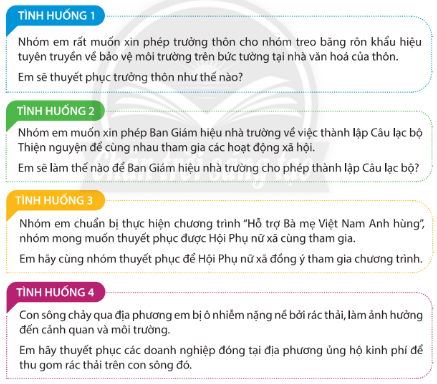 TÌNH HUỐNG 1
Nhóm em rất muốn xin phép trưởng thôn cho nhóm treo băng rôn khẩu hiệu
tuyên truyền về bảo vệ môi trường trên bức tường tại nhà văn hoá của thôn.
Em sẽ thuyết phục trưởng thôn như thế nào?
TÌNH HUỐNG 2
Nhóm em muốn xin phép Ban Giám hiệu nhà trường về việc thành lập Câu lạc bộ
Thiện nguyện để cùng nhau tham gia các hoạt động xã hội.
Em sẽ làm thế nào để Ban Giám hiệu nhà trường cho phép thành lập Câu lạc bộ?
Chân trời sáng tạo
TÌNH HUỐNG 3
Nhóm em chuẩn bị thực hiện chương trình "Hỗ trợ Bà mẹ Việt Nam Anh hùng",
nhóm mong muốn thuyết phục được Hội Phụ nữ xã cùng tham gia.
Em hãy cùng nhóm thuyết phục để Hội Phụ nữ xã đồng ý tham gia chương trình.
TÌNH HUỐNG 4
Con sông chảy qua địa phương em bị ô nhiễm nặng nề bởi rác thải, làm ảnh hưởng
đến cảnh quan và môi trường.
Em hãy thuyết phục các doanh nghiệp đóng tại địa phương ủng hộ kinh phí để
thu gom rác thải trên con sông đó.